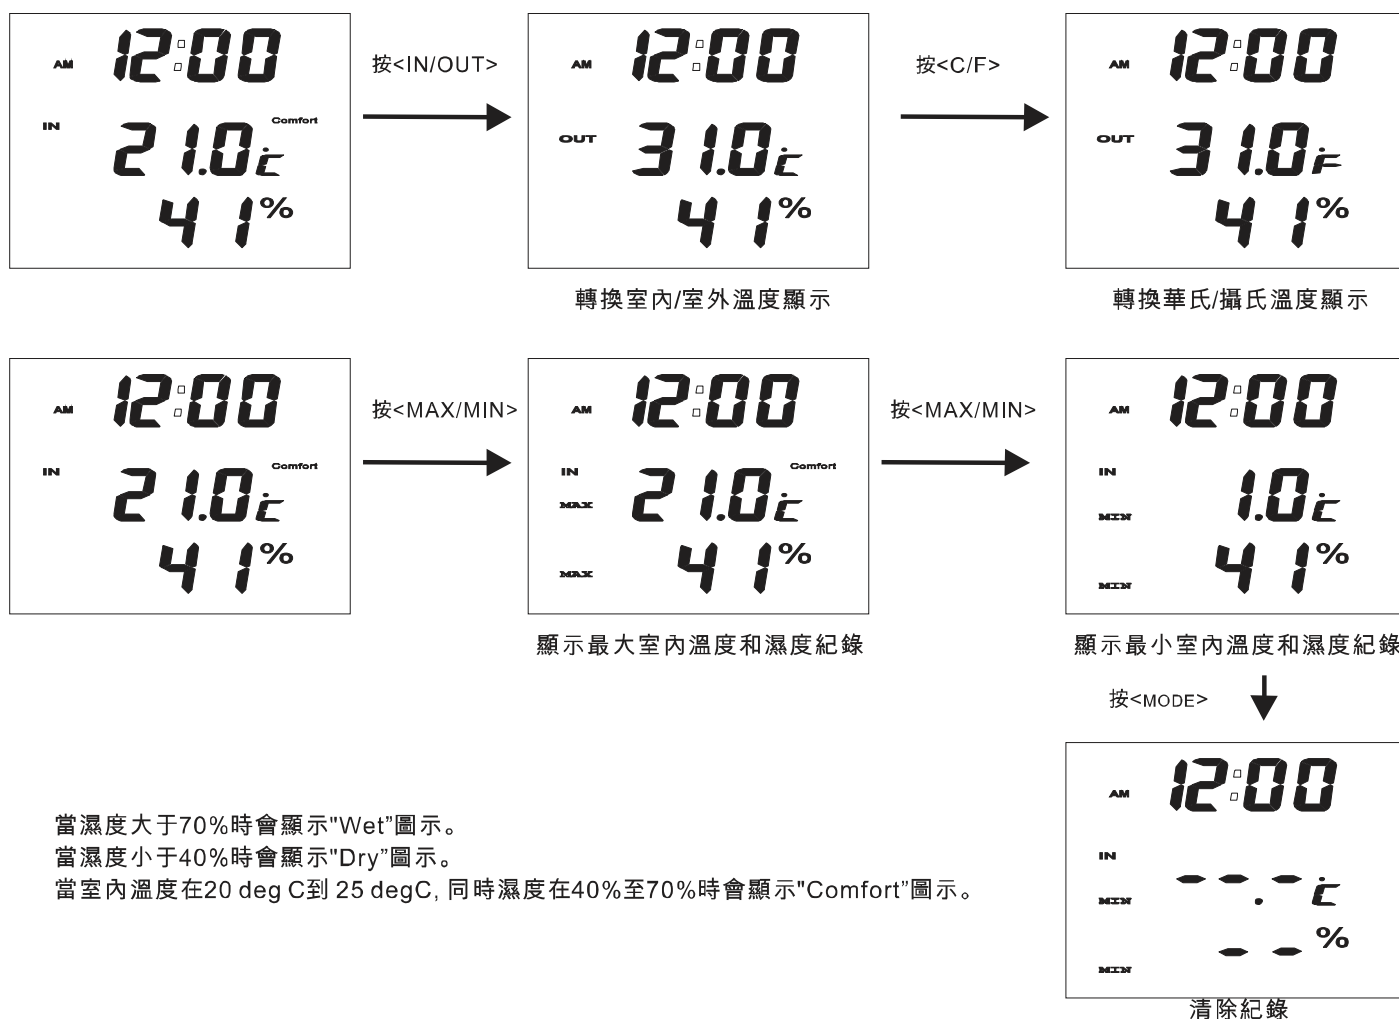 AM 12:00
IN 21.0°C Comfort
41%
按<IN/OUT>
AM 12:00
OUT 31.0°C
41%
轉換室內/室外溫度顯示
按<C/F>
AM 12:00
OUT 31.0°F
41%
轉換華氏/攝氏溫度顯示
AM 12:00
IN 21.0°C Comfort
41%
按<MAX/MIN>
AM 12:00
IN 21.0°C Comfort
MAX
MAX 41%
顯示最大室內溫度和濕度紀錄
按<MAX/MIN>
AM 12:00
IN 1.0°C
MIN
MIN 41%
顯示最小室內溫度和濕度紀錄
按<MODE>
AM 12:00
IN
MIN --.-°C
MIN --%
清除紀錄
當濕度大于70%時會顯示"Wet”圖示。
當濕度小于40%時會顯示"Dry”圖示。
當室內溫度在20 deg C到 25 degC, 同時濕度在40%至70%時會顯示"Comfort”圖示。